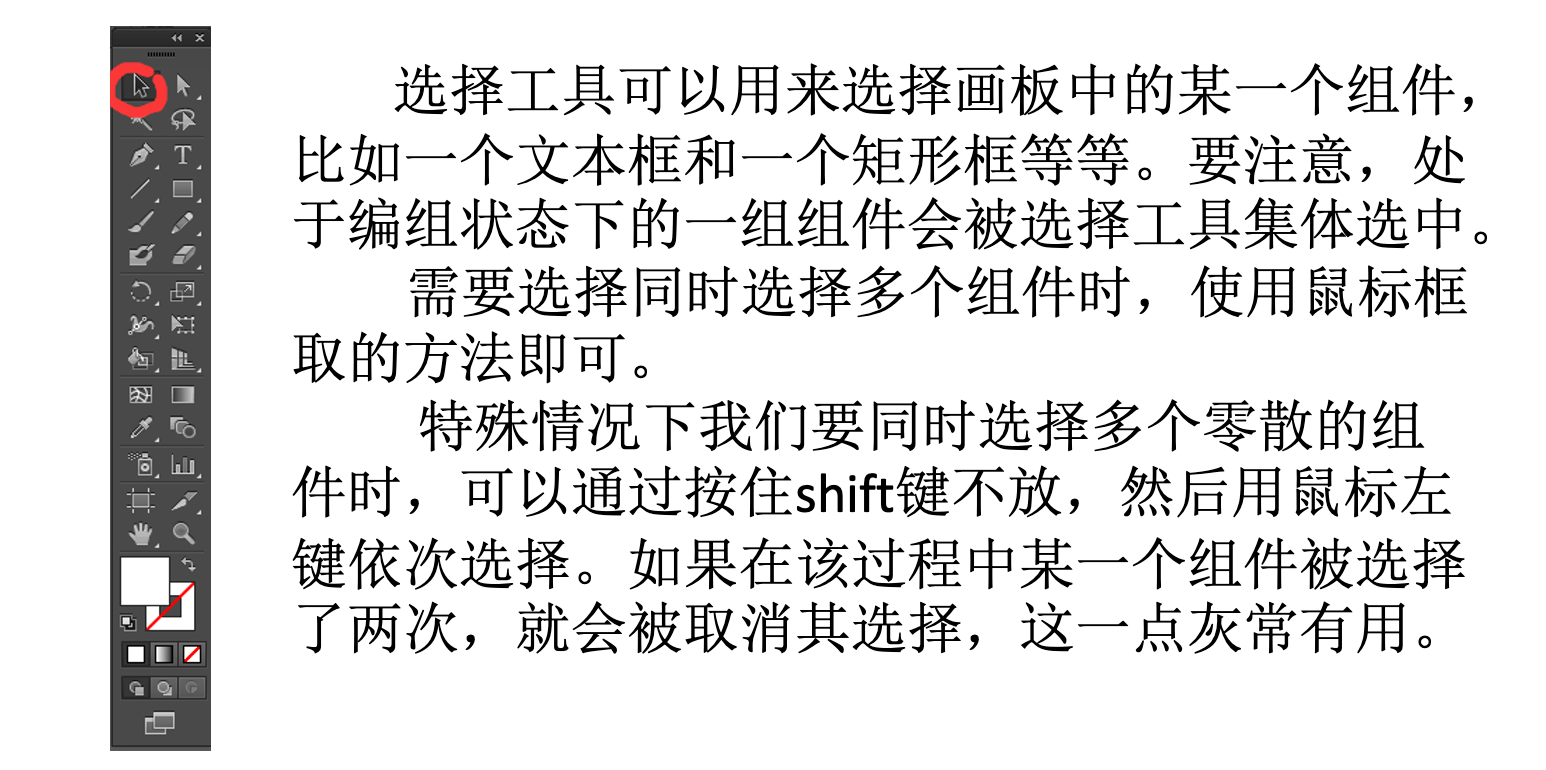 选择工具可以用来选择画板中的某一个组件，
比如一个文本框和一个矩形框等等。要注意，处
于编组状态下的一组组件会被选择工具集体选中。
需要选择同时选择多个组件时，使用鼠标框
取的方法即可。
特殊情况下我们要同时选择多个零散的组
件时，可以通过按住shift键不放，然后用鼠标左
键依次选择。如果在该过程中某一个组件被选择
了两次，就会被取消其选择，这一点灰常有用。